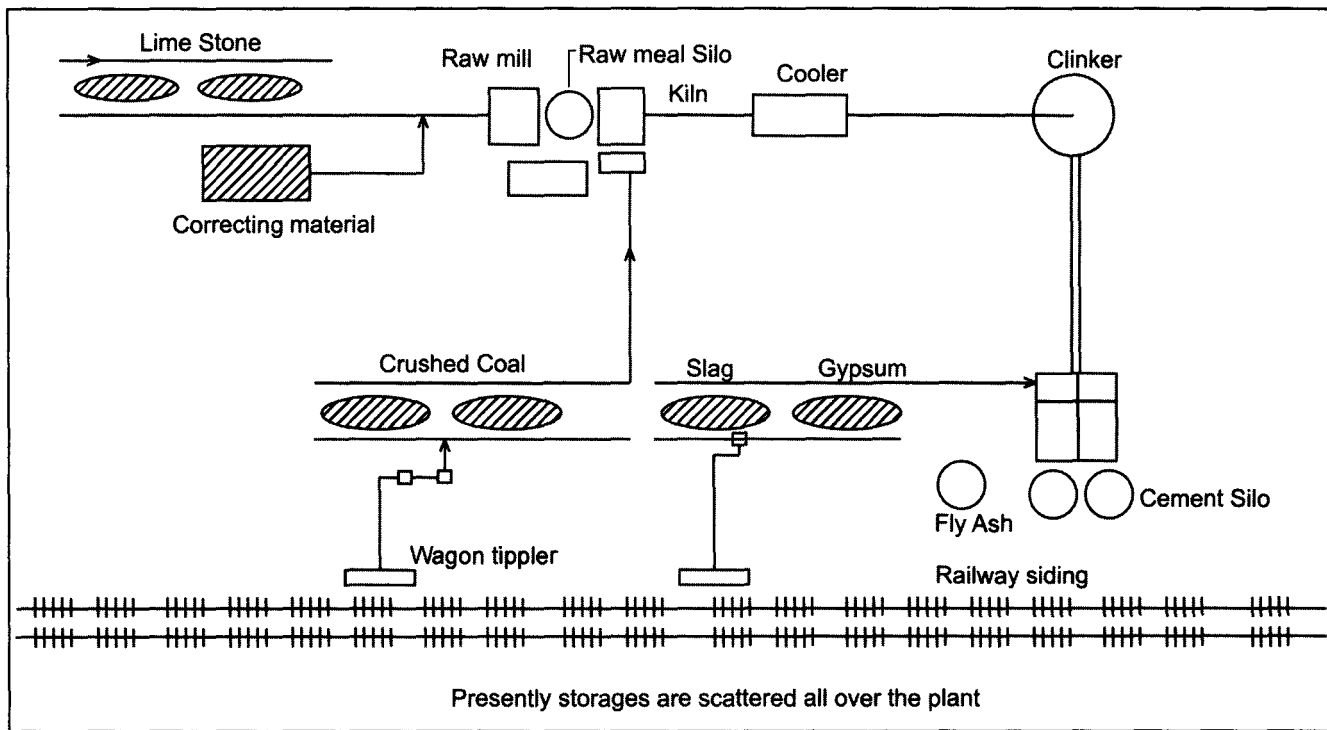 Lime Stone
Raw mill
Raw meal Silo
Kiln
Cooler
Clinker
Correcting material
Crushed Coal
Slag
Gypsum
Fly Ash
Cement Silo
Wagon tippler
Railway siding
Presently storages are scattered all over the plant